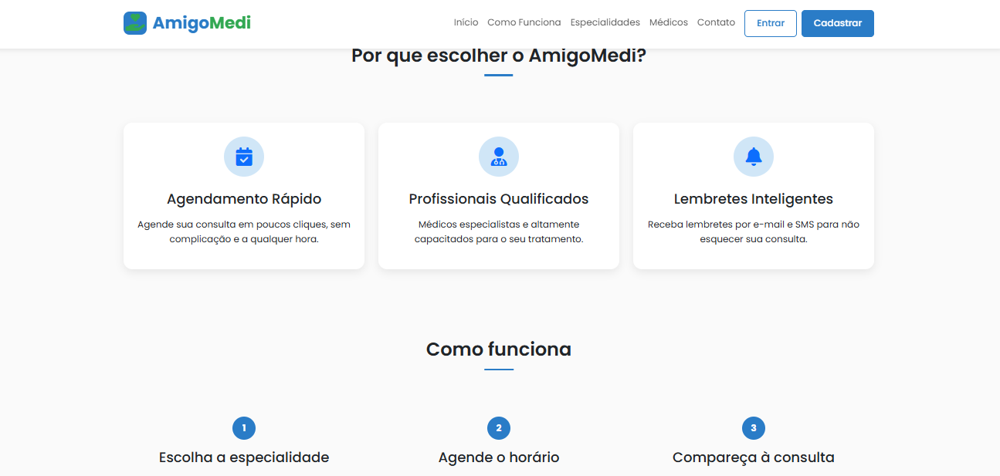 AmigoMedi
Início Como Funciona Especialidades Médicos Contato Entrar Cadastrar
Por que escolher o AmigoMedi?
Agendamento Rápido
Agende sua consulta em poucos cliques, sem
complicação e a qualquer hora.
Profissionais Qualificados
Médicos especialistas e altamente
capacitados para o seu tratamento.
Lembretes Inteligentes
Receba lembretes por e-mail e SMS para não
esquecer sua consulta.
Como funciona
1
Escolha a especialidade
2
Agende o horário
3
Compareça à consulta